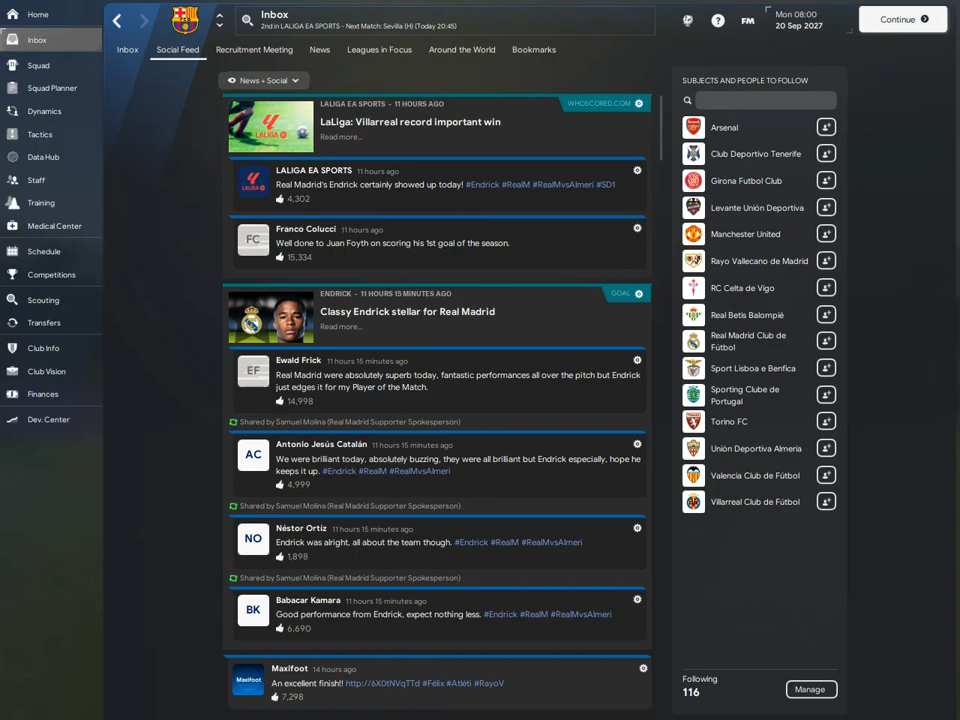 Home
Inbox
Squad
Squad Planner
Dynamics
Tactics
Data Hub
Staff
Training
Medical Center
Schedule
Competitions
Scouting
Transfers
Club Info
Club Vision
Finances
Dev. Center
Inbox
2nd in LALIGA EA SPORTS - Next Match: Sevilla (H) (Today 20:45)
FM
Mon 08:00
20 Sep 2027
Continue
Inbox
Social Feed
Recruitment Meeting
News
Leagues in Focus
Around the World
Bookmarks
News + Social
LALIGA EA SPORTS - 11 HOURS AGO
WHOSCORED.COM
LaLiga: Villarreal record important win
Read more...
LALIGA EA SPORTS 11 hours ago
Real Madrid's Endrick certainly showed up today! #Endrick #RealM #RealMvsAlmeri #SD1
4,302
FC
Franco Colucci 11 hours ago
Well done to Juan Foyth on scoring his 1st goal of the season.
15,334
ENDRICK - 11 HOURS 15 MINUTES AGO
GOAL
Classy Endrick stellar for Real Madrid
Read more...
EF
Ewald Frick 11 hours 15 minutes ago
Real Madrid were absolutely superb today, fantastic performances all over the pitch but Endrick
just edges it for my Player of the Match.
14,998
Shared by Samuel Molina (Real Madrid Supporter Spokesperson)
AC
Antonio Jesús Catalán 11 hours 15 minutes ago
We were brilliant today, absolutely buzzing, they were all brilliant but Endrick especially, hope he
keeps it up. #Endrick #RealM #RealMvsAlmeri
4,999
Shared by Samuel Molina (Real Madrid Supporter Spokesperson)
NO
Néstor Ortíz 11 hours 15 minutes ago
Endrick was alright, all about the team though. #Endrick #RealM #RealMvsAlmeri
1,898
Shared by Samuel Molina (Real Madrid Supporter Spokesperson)
BK
Babacar Kamara 11 hours 15 minutes ago
Good performance from Endrick, expect nothing less. #Endrick #RealM #RealMvsAlmeri
6,690
Maxifoot
Maxifoot 14 hours ago
An excellent finish!! http://6X0tNVqTTd #Félix #Atléti #RayoV
7,298
SUBJECTS AND PEOPLE TO FOLLOW
Arsenal
Club Deportivo Tenerife
Girona Futbol Club
Levante Unión Deportiva
Manchester United
Rayo Vallecano de Madrid
RC Celta de Vigo
Real Betis Balompié
Real Madrid Club de
Fútbol
Sport Lisboa e Benfica
Sporting Clube de
Portugal
Torino FC
Unión Deportiva Almería
Valencia Club de Fútbol
Villarreal Club de Fútbol
Following
116
Manage